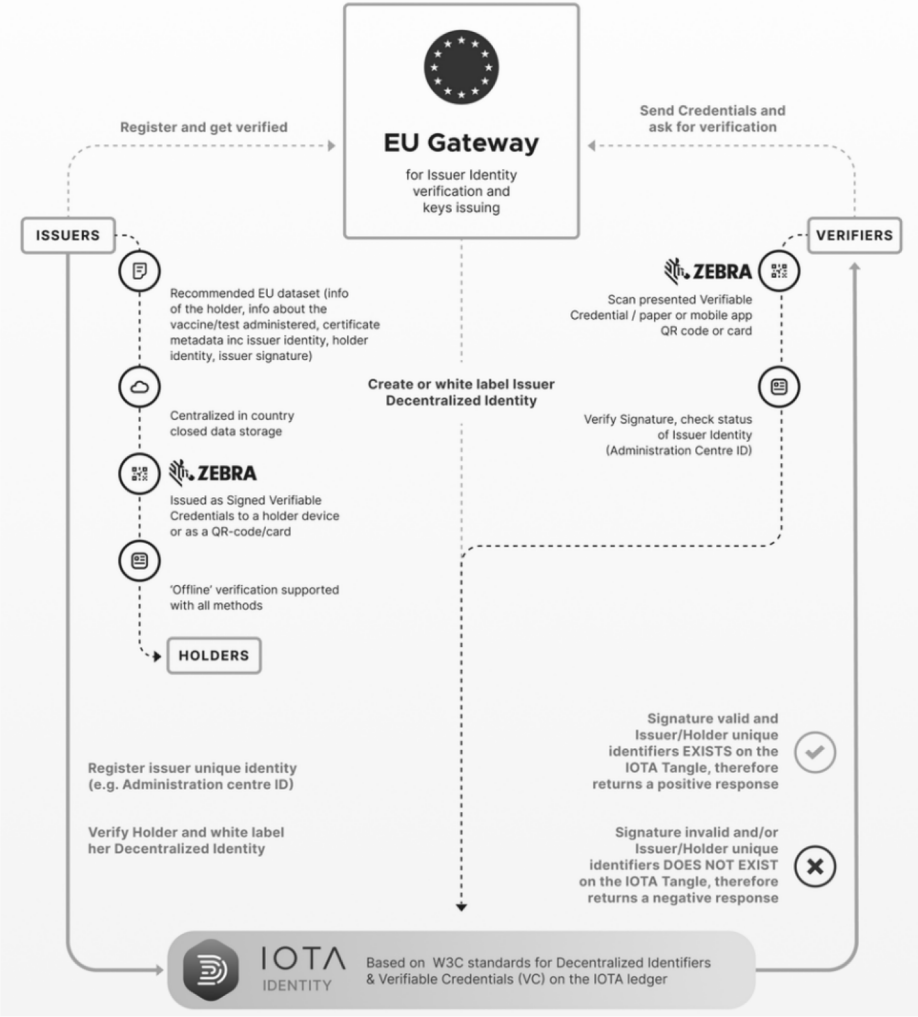 EU Gateway
for Issuer Identity
verification and
keys issuing
Register and get verified
Send Credentials and
ask for verification
ISSUERS
Recommended EU dataset (info
of the holder, info about the
vaccine/test administered, certificate
metadata inc issuer identity, holder
identity, issuer signature)
Centralized in country
closed data storage
ZEBRA
Issued as Signed Verifiable
Credentials to a holder device
or as a QR-code/card
'Offline' verification supported
with all methods
HOLDERS
Create or white label Issuer
Decentralized Identity
VERIFIERS
ZEBRA
Scan presented Verifiable
Credential / paper or mobile app
QR code or card
Verify Signature, check status
of Issuer Identity
(Administration Centre ID)
Register issuer unique identity
(e.g. Administration centre ID)
Verify Holder and white label
her Decentralized Identity
Signature valid and
Issuer/Holder unique
identifiers EXISTS on the
IOTA Tangle, therefore
returns a positive response
Signature invalid and/or
Issuer/Holder unique
identifiers DOES NOT EXIST
on the IOTA Tangle, therefore
returns a negative response
IOTA
IDENTITY
Based on W3C standards for Decentralized Identifiers
& Verifiable Credentials (VC) on the IOTA ledger